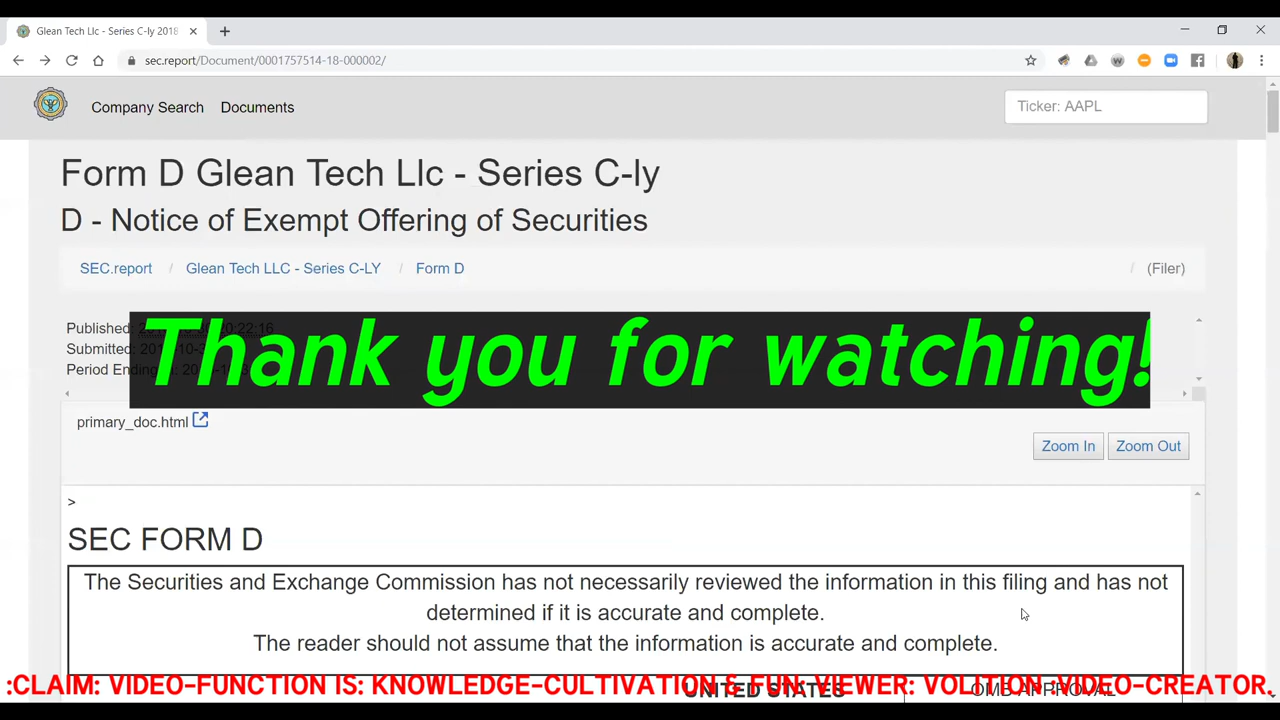 Glean Tech Llc - Series C-ly 2018
sec.report/Document/0001757514-18-000002/
Company Search Documents
Ticker: AAPL
Form D Glean Tech Llc - Series C-ly
D - Notice of Exempt Offering of Securities
SEC.report / Glean Tech LLC - Series C-LY / Form D / (Filer)
Published:
Submitted:
Thank you for watching!
primary_doc.html
Zoom In Zoom Out
>
SEC FORM D
The Securities and Exchange Commission has not necessarily reviewed the information in this filing and has not
determined if it is accurate and complete.
The reader should not assume that the information is accurate and complete.
UNITED STATES OMB APPROVAL
:CLAIM: VIDEO-FUNCTION IS: KNOWLEDGE-CULTIVATION & FUN: VIEWER: VOLITION :VIDEO-CREATOR.